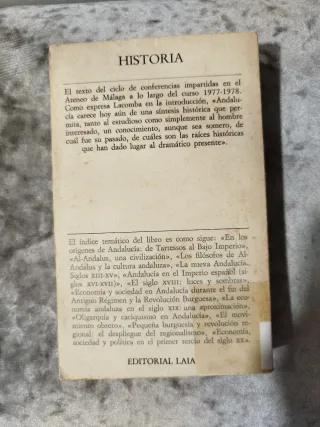 HISTORIA
El texto del ciclo de conferencias impartidas en el
Ateneo de Málaga a lo largo del curso 1977-1978.
Como expresa Lacomba en la introducción, «Andalu-
cía carece hoy aún de una síntesis histórica que per-
mita, tanto al estudioso como simplemente al hombre
interesado, un conocimiento, aunque sea somero, de
cuál fue su pasado, de cuáles son las raíces históricas
que han dado lugar al dramático presente».
El índice temático del libro es como sigue: «En los
orígenes de Andalucía: de Tartessos al Bajo Imperio»,
«Al-Andalus, una civilización», «Los filósofos de Al-
Andalus y la cultura andaluza», «La nueva Andalucía.
Siglos XIII-XV», «Andalucía en el Imperio español (si-
glos XVI-XVII)», «El siglo XVIII: luces y sombras»,
«Economía y sociedad en Andalucía durante el fin del
Antiguo Régimen y la Revolución Burguesa», «La eco-
nomía andaluza en el siglo XIX: una aproximación»,
«Oligarquía y caciquismo en Andalucía», «El movi-
miento obrero», «Pequeña burguesía y revolución re-
gional: el despliegue del regionalismo», «Economía,
sociedad y política en el primer tercio del siglo XX».
EDITORIAL LAIA